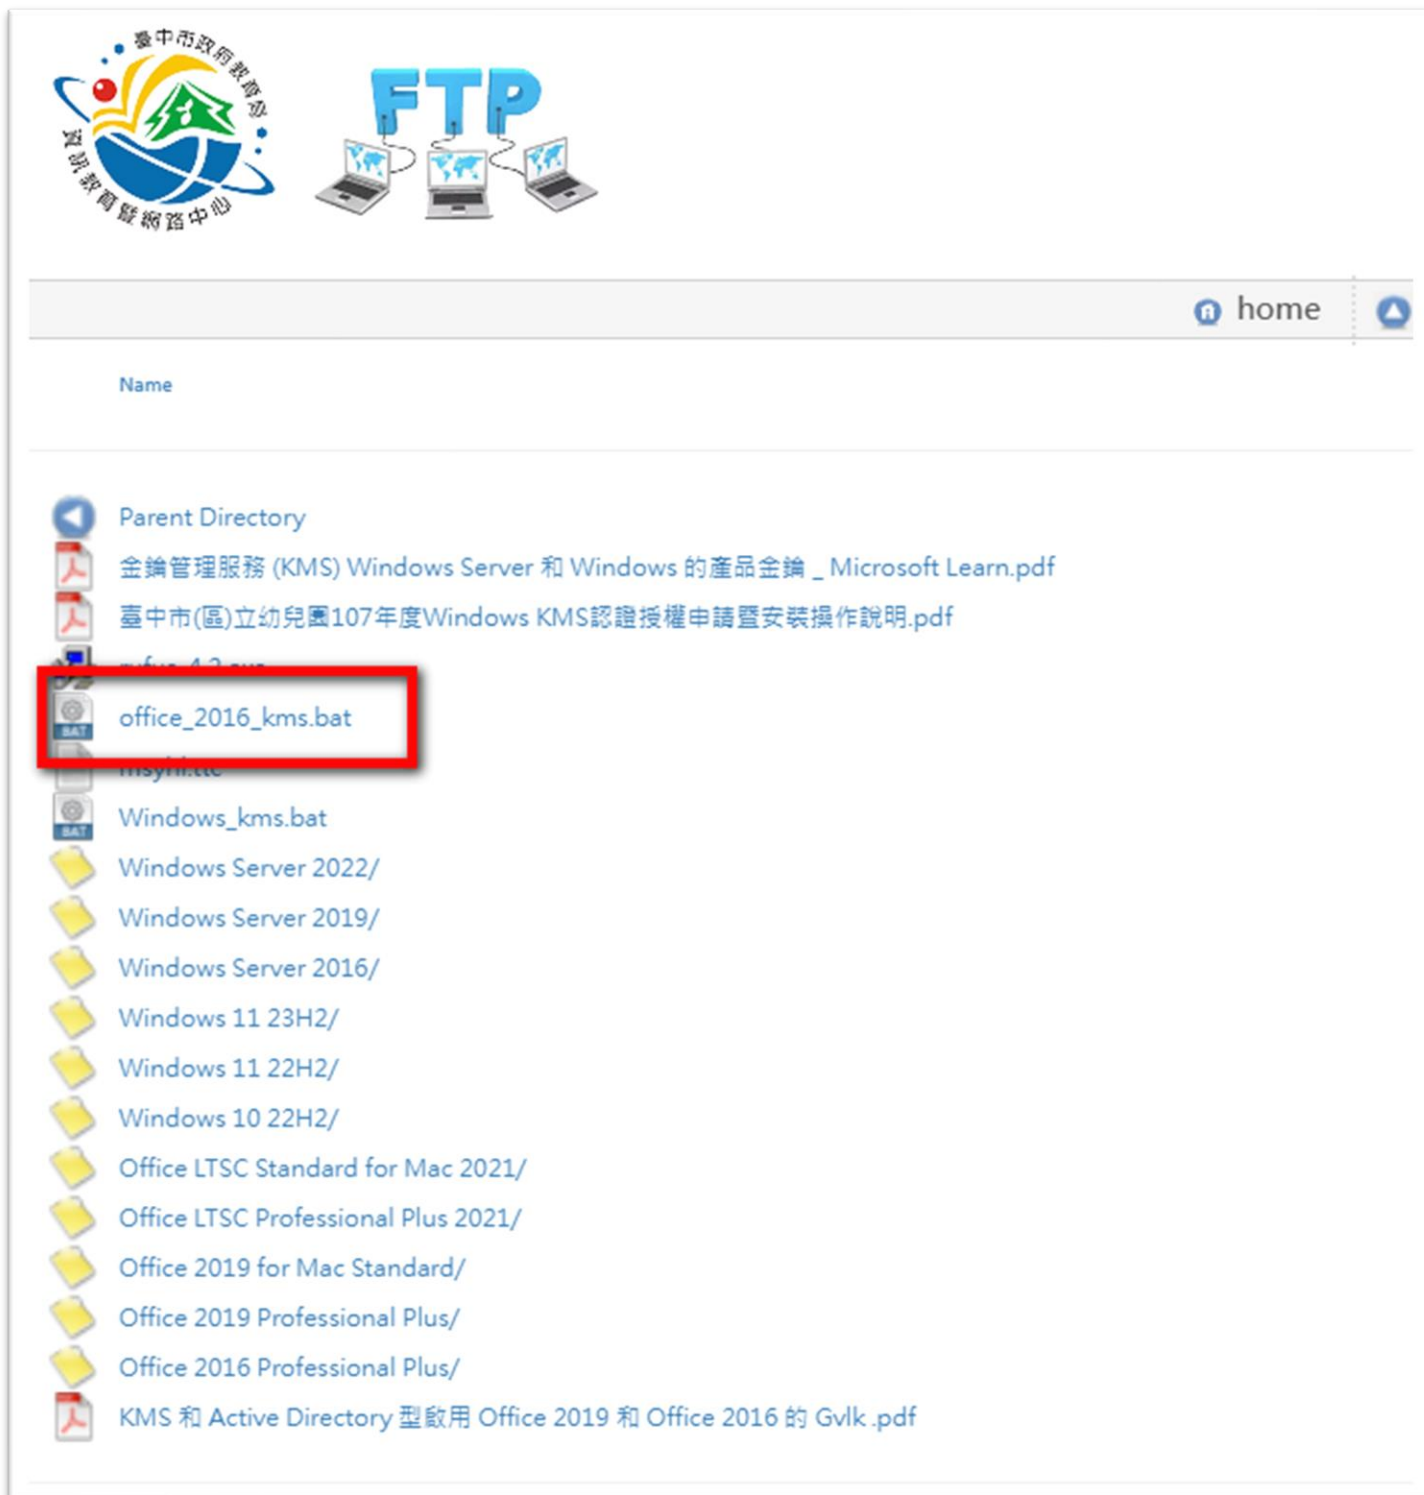 臺中市政府教育局
資訊教育暨網路中心
FTP
home
Name
Parent Directory
金鑰管理服務 (KMS) Windows Server 和 Windows 的產品金鑰 _ Microsoft Learn.pdf
臺中市(區)立幼兒園107年度Windows KMS認證授權申請暨安裝操作說明.pdf
office_2016_kms.bat
BAT
Windows_kms.bat
BAT
Windows Server 2022/
Windows Server 2019/
Windows Server 2016/
Windows 11 23H2/
Windows 11 22H2/
Windows 10 22H2/
Office LTSC Standard for Mac 2021/
Office LTSC Professional Plus 2021/
Office 2019 for Mac Standard/
Office 2019 Professional Plus/
Office 2016 Professional Plus/
KMS 和 Active Directory 型啟用 Office 2019 和 Office 2016 的 Gvlk .pdf